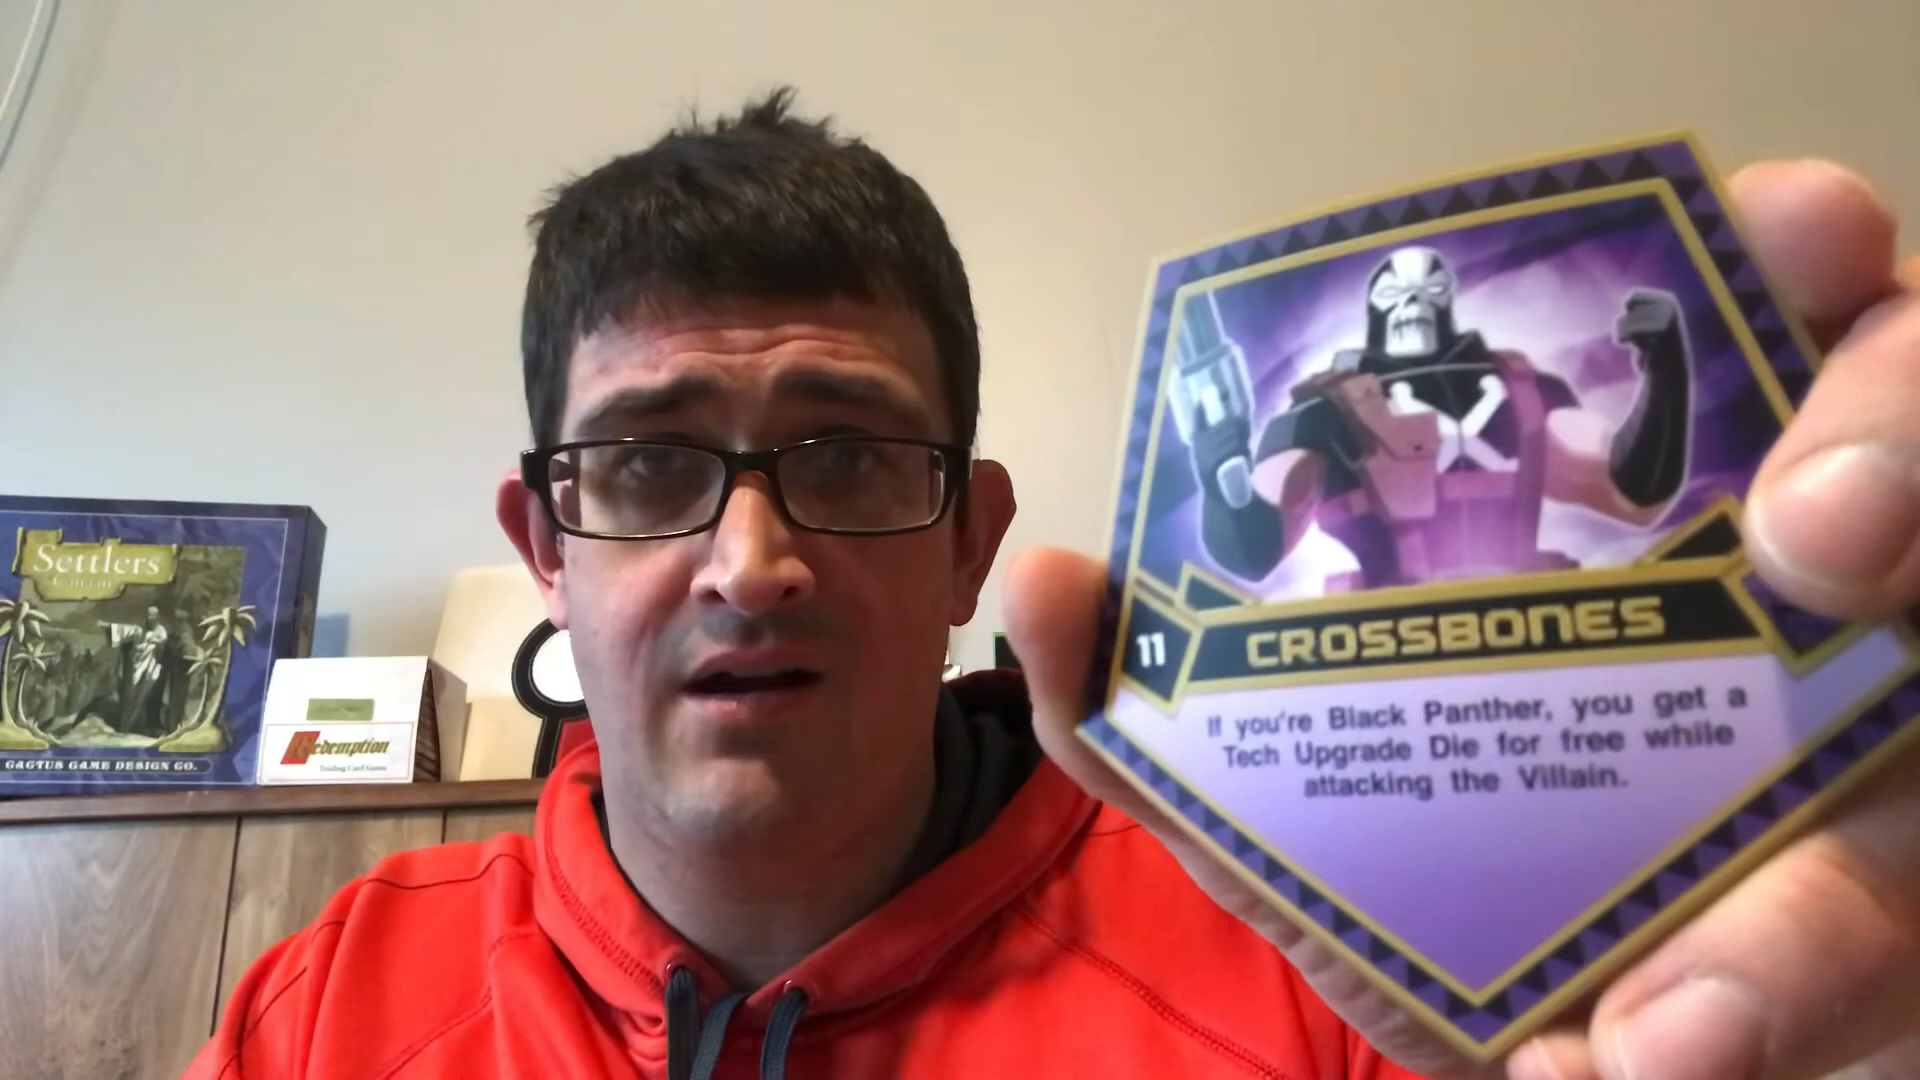 Settlers
Canaan
CACTUS GAME DESIGN CO.
Redemption
Trading Card Game
11
CROSSBONES
If you're Black Panther, you get a
Tech Upgrade Die for free while
attacking the Villain.